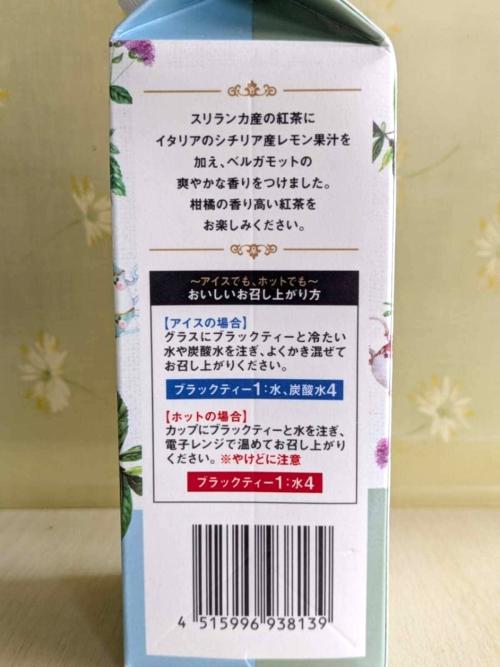 スリランカ産の紅茶に
イタリアのシチリア産レモン果汁を
加え、ベルガモットの
爽やかな香りをつけました。
柑橘の香り高い紅茶を
お楽しみください。
〜アイスでも、ホットでも〜
おいしいお召し上がり方
【アイスの場合】
グラスにブラックティーと冷たい
水や炭酸水を注ぎ、よくかき混ぜて
お召し上がりください。
ブラックティー1:水、炭酸水4
【ホットの場合】
カップにブラックティーと水を注ぎ、
電子レンジで温めてお召し上がり
ください。※やけどに注意
ブラックティー1:水4
4 515996 938139